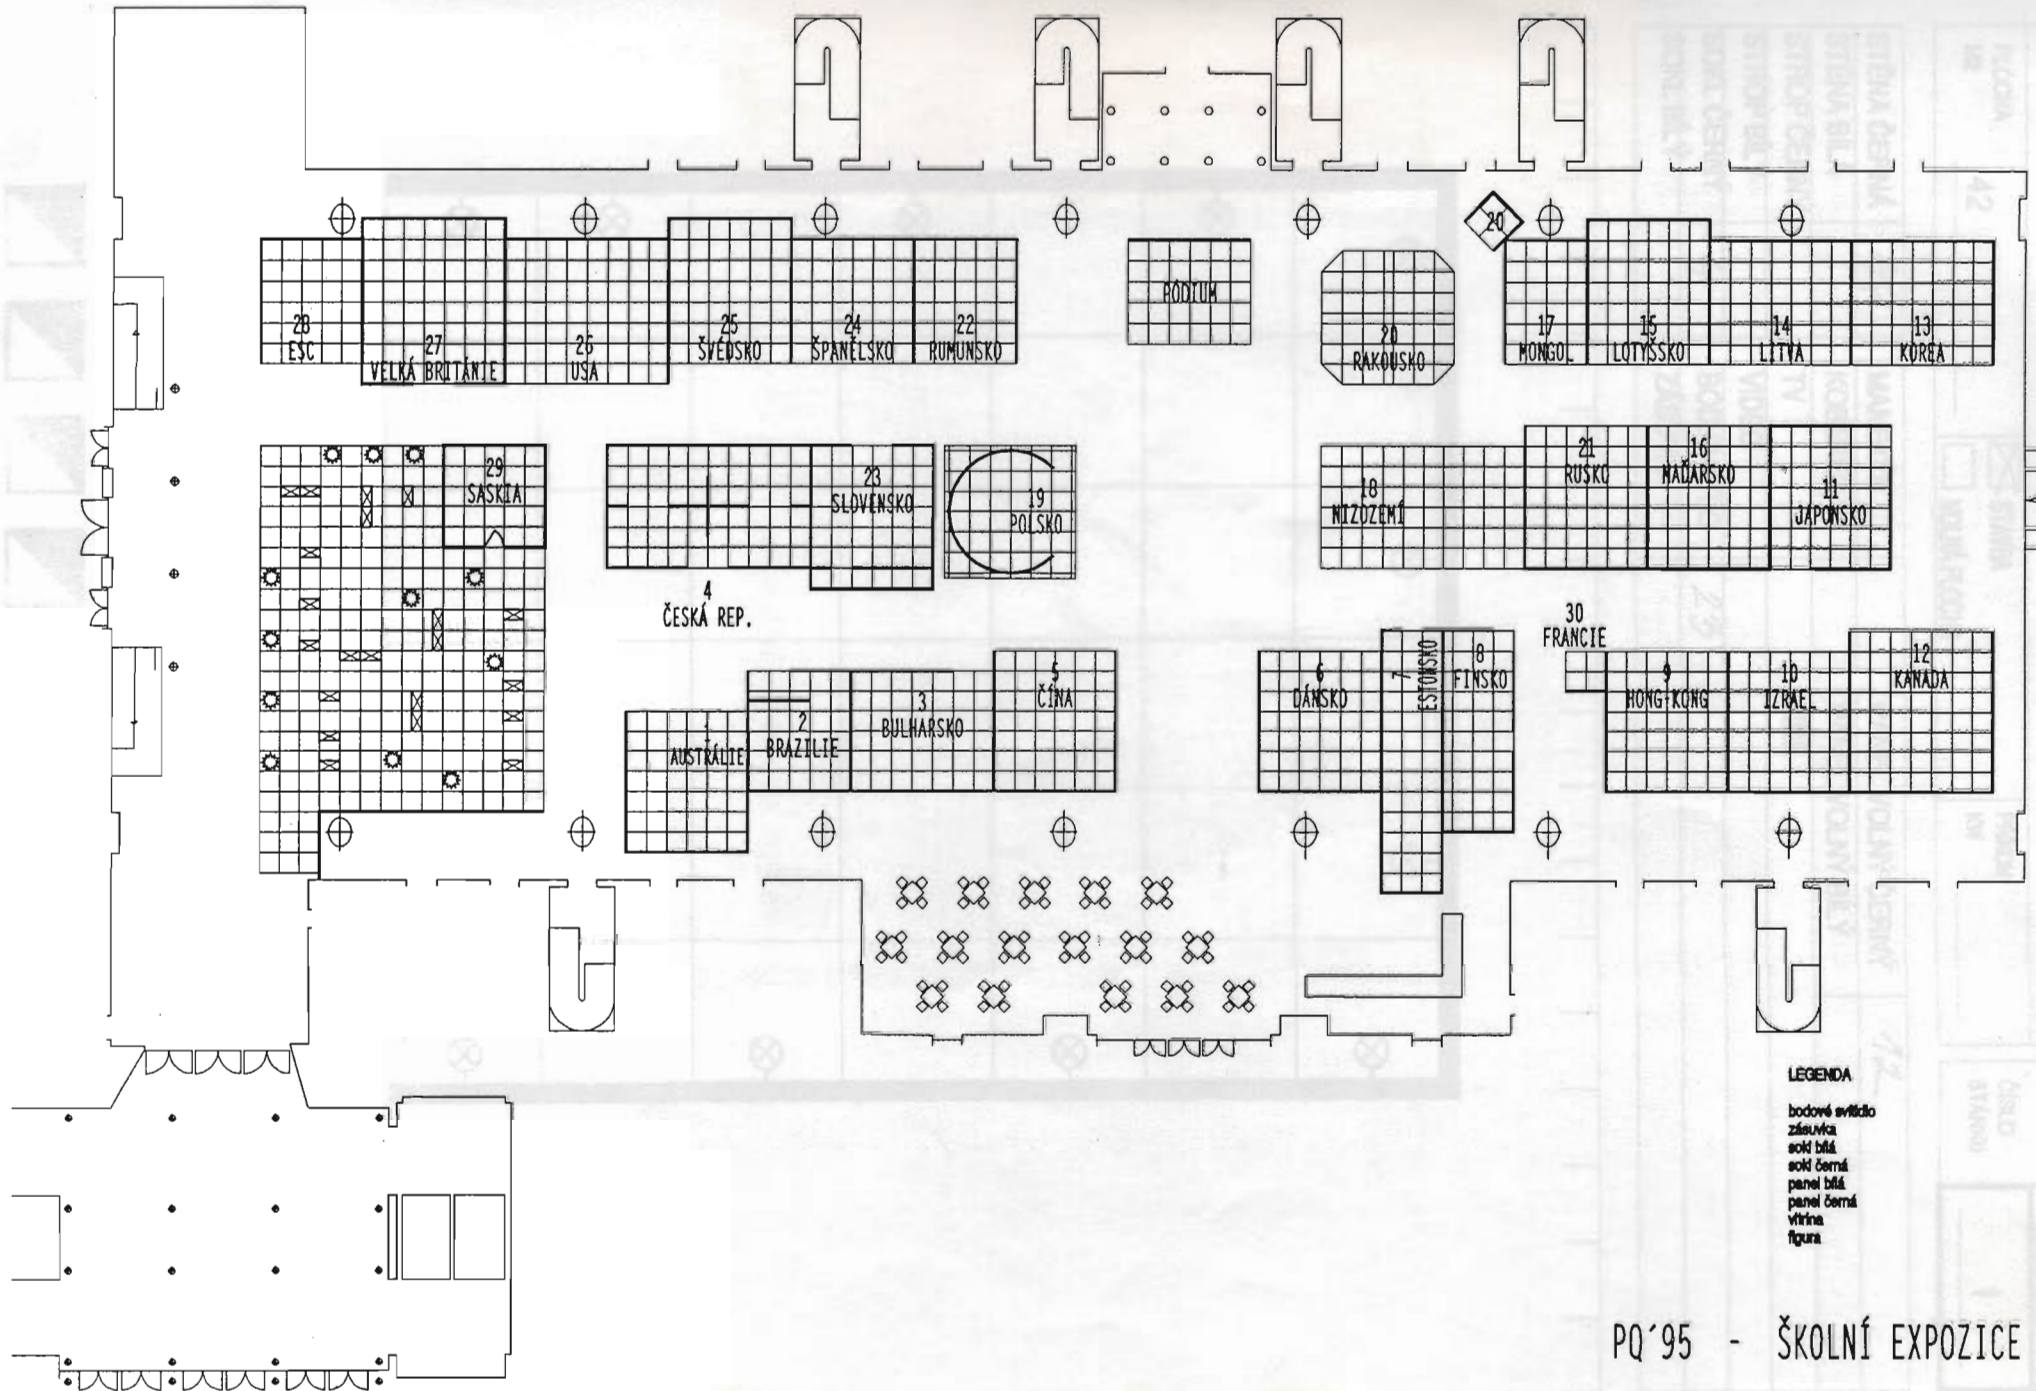 20
28
ESC
27
VELKÁ BRITÁNIE
26
USA
25
ŠVÉDSKO
24
ŠPANĚLSKO
22
RUMUNSKO
PÓDIUM
20
RAKOUSKO
17
MONGOL
15
LOTYŠSKO
14
LITVA
13
KOREA
29
SASKIA
23
SLOVENSKO
19
POLSKO
18
NIZOZEMÍ
21
RUSKO
16
MAĎARSKO
11
JAPONSKO
4
ČESKÁ REP.
30
FRANCIE
1
AUSTRÁLIE
2
BRAZILIE
3
BULHARSKO
5
ČÍNA
6
DÁNSKO
7
ESTONSKO
8
FINSKO
9
HONG-KONG
10
IZRAEL
12
KANADA
LEGENDA
bodové svítidlo
zásuvka
sokl bílá
sokl černá
panel bílá
panel černá
vitrína
figura
PQ´95 - ŠKOLNÍ EXPOZICE